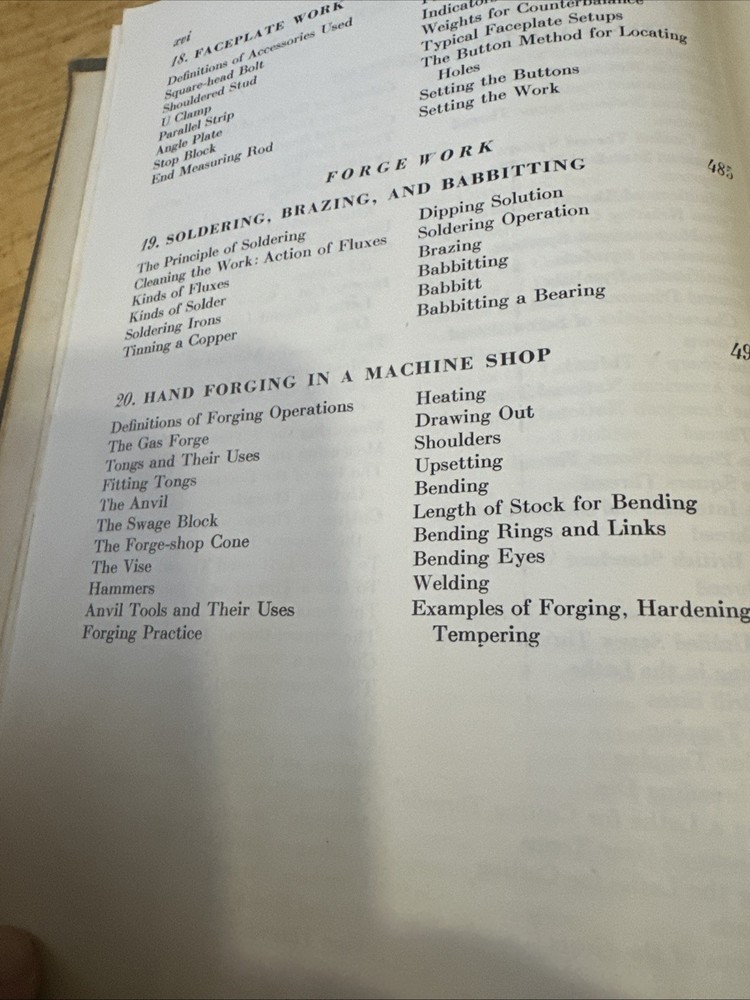 xvi
18. FACEPLATE WORK
Definitions of Accessories Used
Square-head Bolt
Shouldered Stud
U Clamp
Parallel Strip
Angle Plate
Stop Block
End Measuring Rod
Weights for Counterbalance
Typical Faceplate Setups
The Button Method for Locating
Holes
Setting the Buttons
Setting the Work
FORGE WORK
19. SOLDERING, BRAZING, AND BABBITTING 485
The Principle of Soldering
Cleaning the Work: Action of Fluxes
Kinds of Fluxes
Kinds of Solder
Soldering Irons
Tinning a Copper
Dipping Solution
Soldering Operation
Brazing
Babbitting
Babbitt
Babbitting a Bearing
20. HAND FORGING IN A MACHINE SHOP 49
Definitions of Forging Operations
The Gas Forge
Tongs and Their Uses
Fitting Tongs
The Anvil
The Swage Block
The Forge-shop Cone
The Vise
Hammers
Anvil Tools and Their Uses
Forging Practice
Heating
Drawing Out
Shoulders
Upsetting
Bending
Length of Stock for Bending
Bending Rings and Links
Bending Eyes
Welding
Examples of Forging, Hardening
Tempering